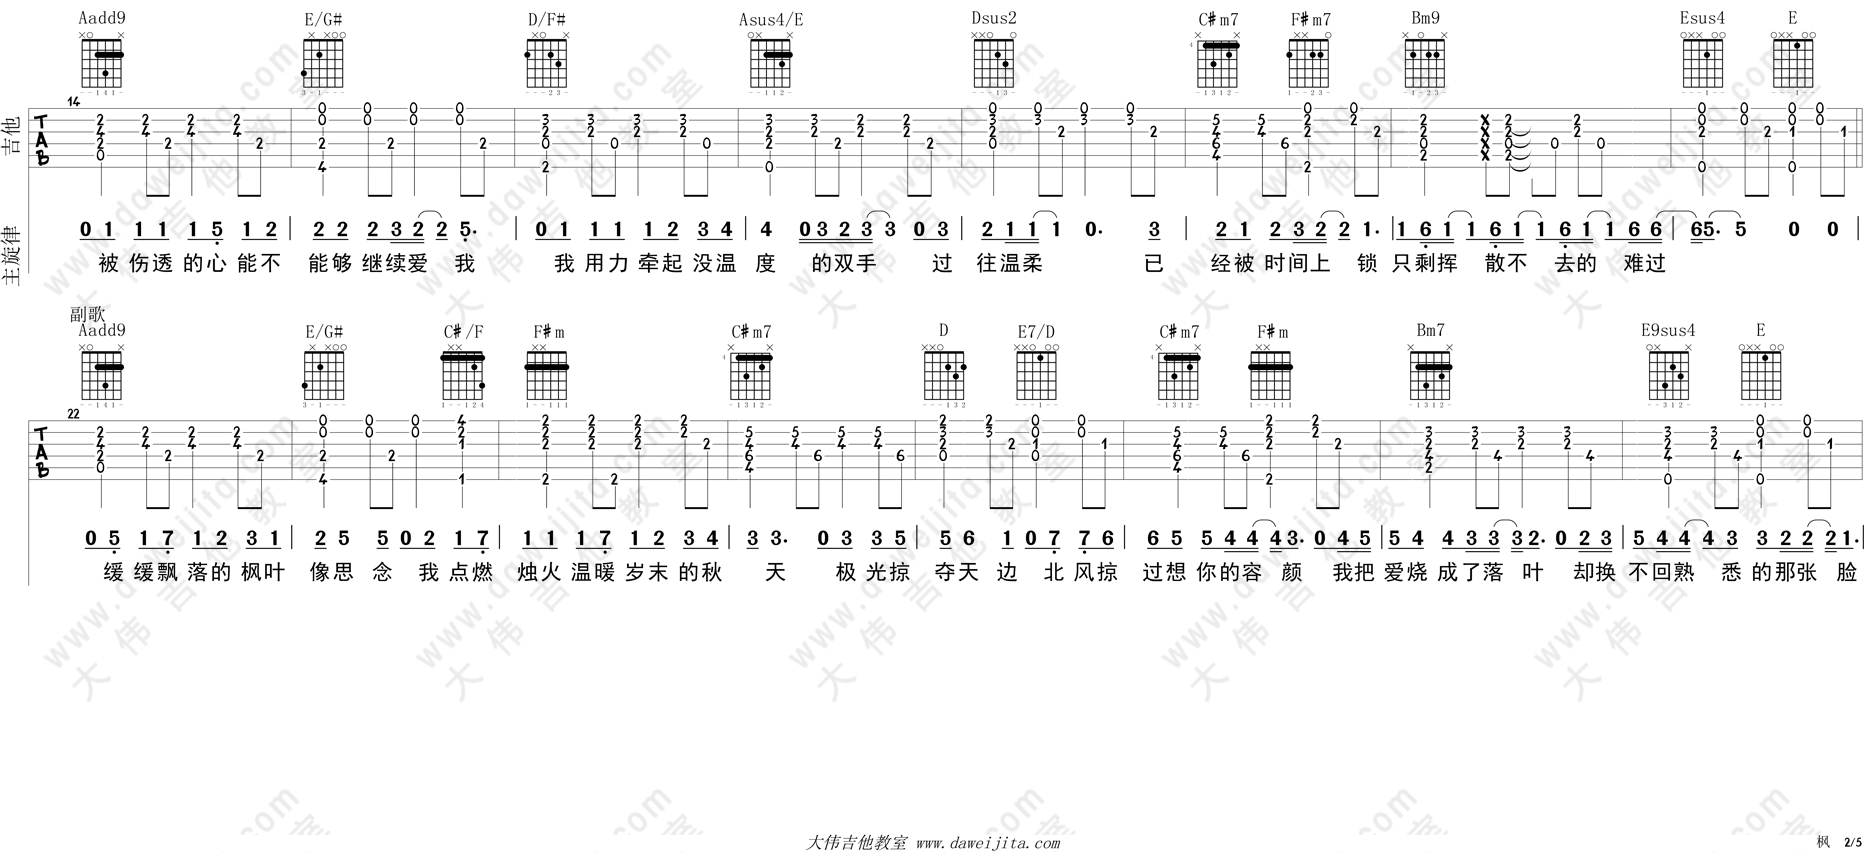 Aadd9 E/G# D/F# Asus4/E Dsus2 C#m7 F#m7 Bm9 Esus4 E
14
吉他
TAB
主旋律
0 1 1 1 1 5 1 2 | 2 2 2 3 2 2 5. | 0 1 1 1 1 2 3 4 | 4 0 3 2 3 3 0 3 | 2 1 1 1 1 0. 3 | 2 1 2 3 2 2 1. | 1 6 1 1 6 1 1 6 1 1 6 6 | 6 5. 5 0 0 |
被 伤透 的心 能不 能够 继续爱 我 我 用力 牵起 没温 度 的双手 过 往温柔 已 经被 时间上 锁 只剩挥 散不 去的 难过
副歌
Aadd9 E/G# C#/F F#m C#m7 D E7/D C#m7 F#m Bm7 E9sus4 E
22
TAB
0 5 1 7 1 2 3 1 | 2 5 5 0 2 1 7 | 1 1 1 7 1 2 3 4 | 3 3. 0 3 3 5 | 5 6 1 0 7 7 6 | 6 5 5 4 4 4 3. 0 4 5 | 5 4 4 3 3 3 2. 0 2 3 | 5 4 4 4 3 3 2 2 2 1. |
缓 缓飘 落的 枫叶 像思 念 我 点燃 烛火 温暖 岁末 的秋 天 极 光掠 夺天 边 北 风掠 过想 你的容 颜 我把 爱烧 成了落 叶 却换 不回熟 悉 的那张 脸
大伟吉他教室 www.daweijita.com
枫 2/5